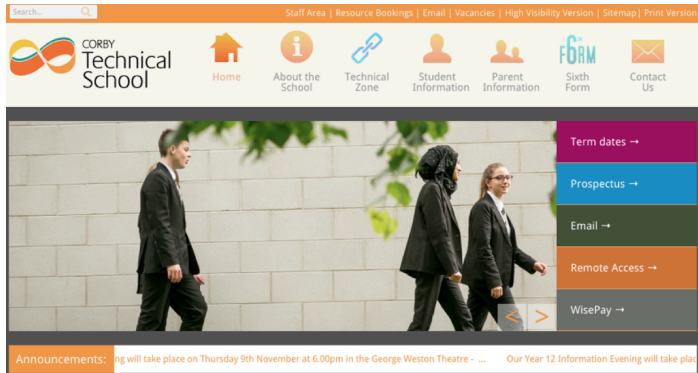 Search...
Staff Area | Resource Bookings | Email | Vacancies | High Visibility Version | Sitemap | Print Version
CORBY
Technical
School
Home
About the
School
Technical
Zone
Student
Information
Parent
Information
F6RM
Sixth
Form
Contact
Us
Term dates →
Prospectus →
Email →
Remote Access →
WisePay →
< >
Announcements: ng will take place on Thursday 9th November at 6.00pm in the George Weston Theatre - ... Our Year 12 Information Evening will take plac